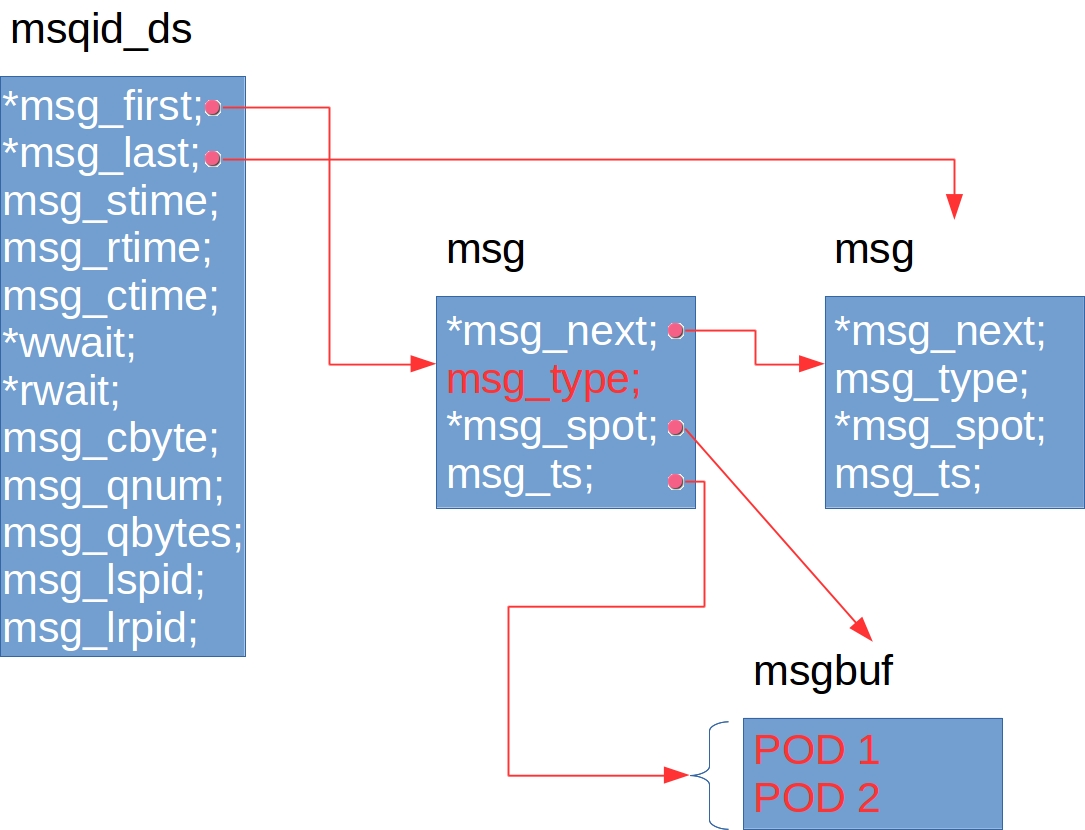 msqid_ds
*msg_first;
*msg_last;
msg_stime;
msg_rtime;
msg_ctime;
*wwait;
*rwait;
msg_cbyte;
msg_qnum;
msg_qbytes;
msg_lspid;
msg_lrpid;
msg
*msg_next;
msg_type;
*msg_spot;
msg_ts;
msg
*msg_next;
msg_type;
*msg_spot;
msg_ts;
msgbuf
POD 1
POD 2